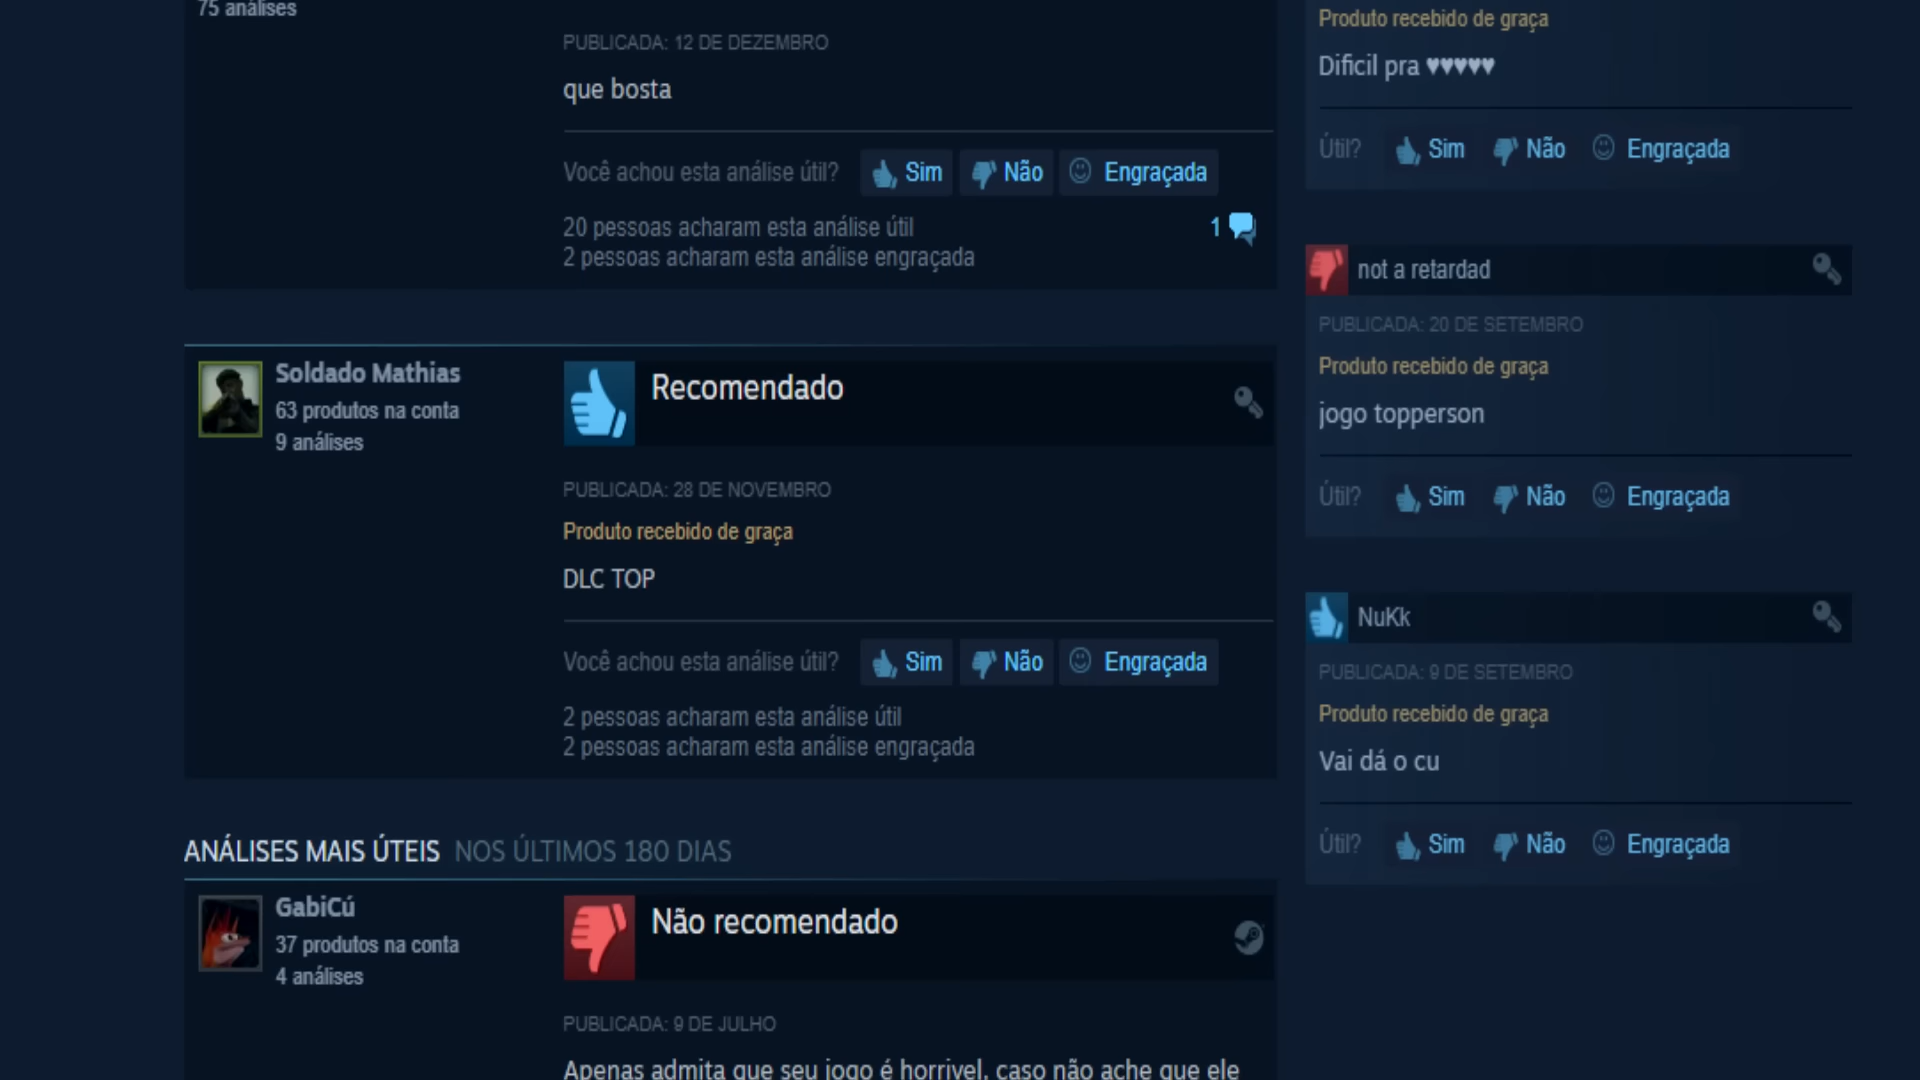 75 análises
PUBLICADA: 12 DE DEZEMBRO
que bosta
Você achou esta análise útil? Sim Não Engraçada
20 pessoas acharam esta análise útil
1
2 pessoas acharam esta análise engraçada
Soldado Mathias
63 produtos na conta
9 análises
Recomendado
PUBLICADA: 28 DE NOVEMBRO
Produto recebido de graça
DLC TOP
Você achou esta análise útil? Sim Não Engraçada
2 pessoas acharam esta análise útil
2 pessoas acharam esta análise engraçada
ANÁLISES MAIS ÚTEIS NOS ÚLTIMOS 180 DIAS
GabiCú
37 produtos na conta
4 análises
Não recomendado
PUBLICADA: 9 DE JULHO
Apenas admita que seu jogo é horrivel, caso não ache que ele
Produto recebido de graça
Dificil pra ♥♥♥♥♥
Útil? Sim Não Engraçada
not a retardad
PUBLICADA: 20 DE SETEMBRO
Produto recebido de graça
jogo topperson
Útil? Sim Não Engraçada
NuKk
PUBLICADA: 9 DE SETEMBRO
Produto recebido de graça
Vai dá o cu
Útil? Sim Não Engraçada